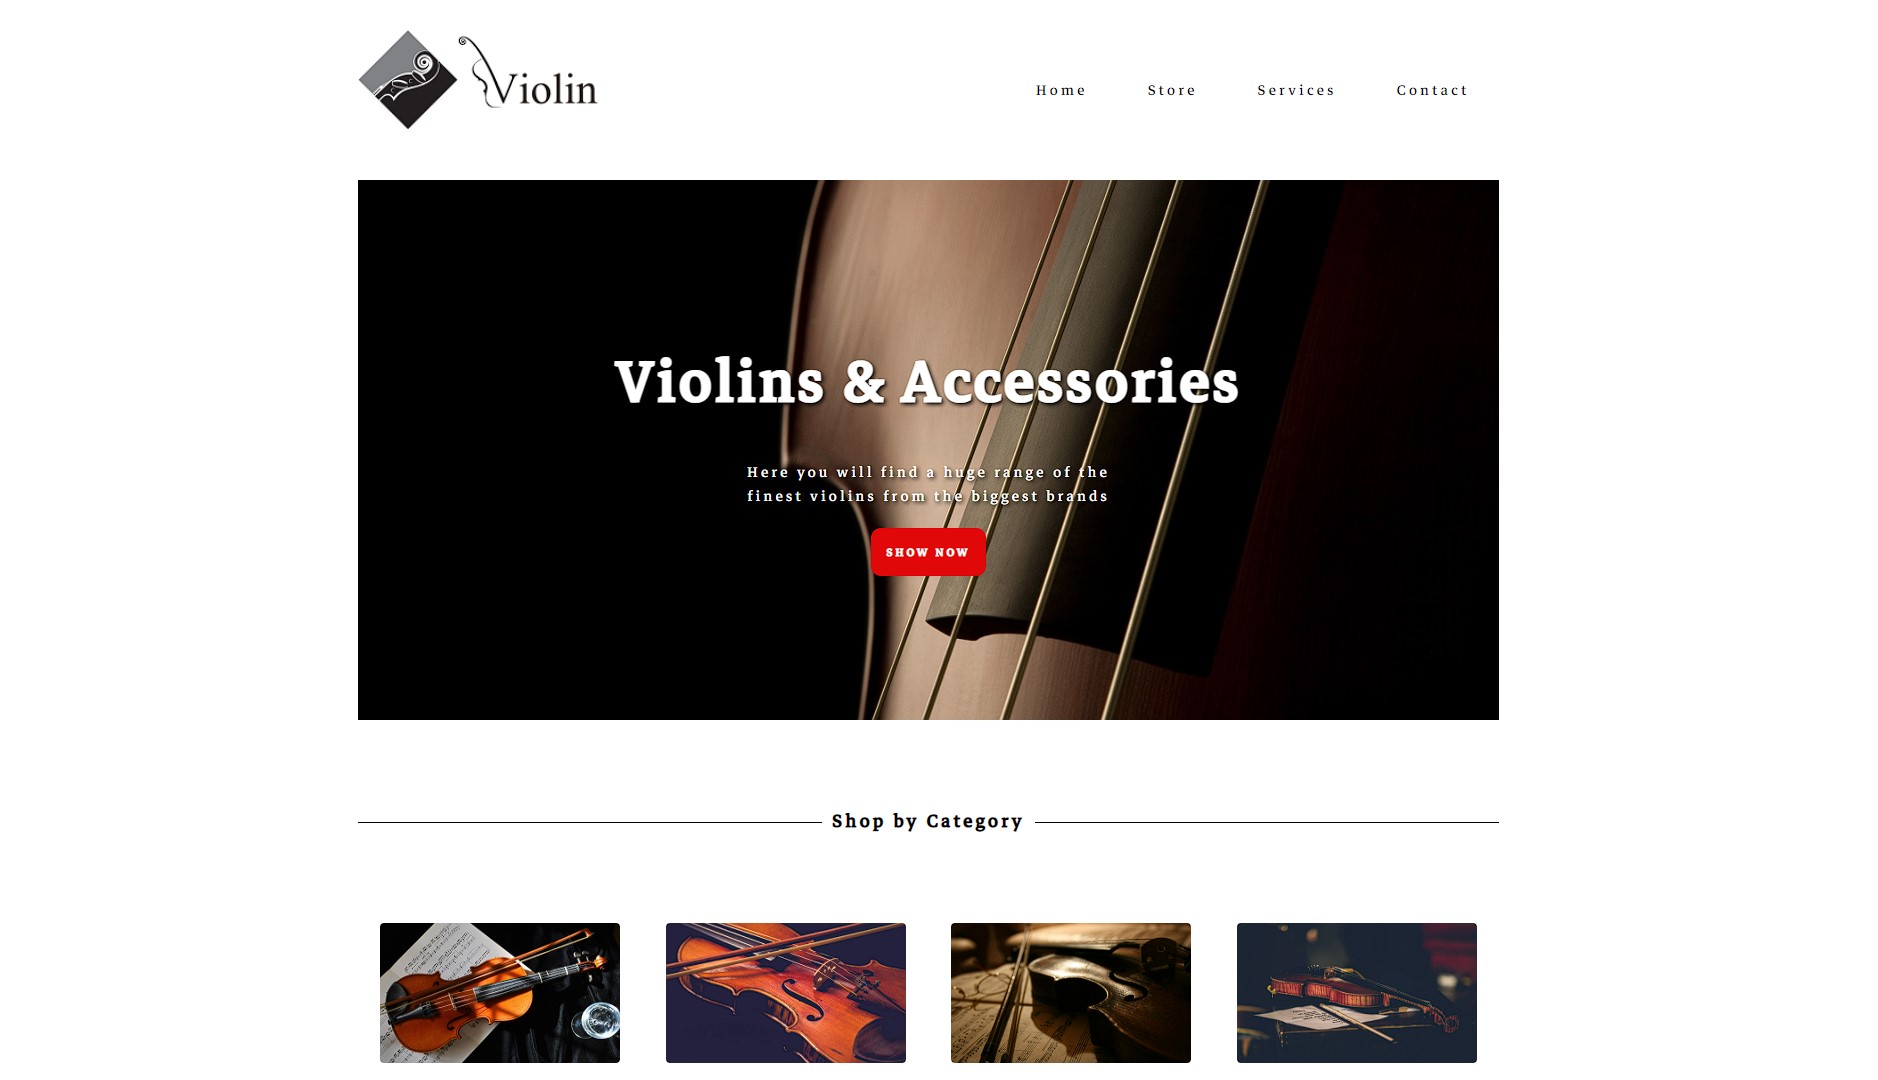 Violin
Home
Store
Services
Contact
Violins & Accessories
Here you will find a huge range of the
finest violins from the biggest brands
SHOW NOW
Shop by Category